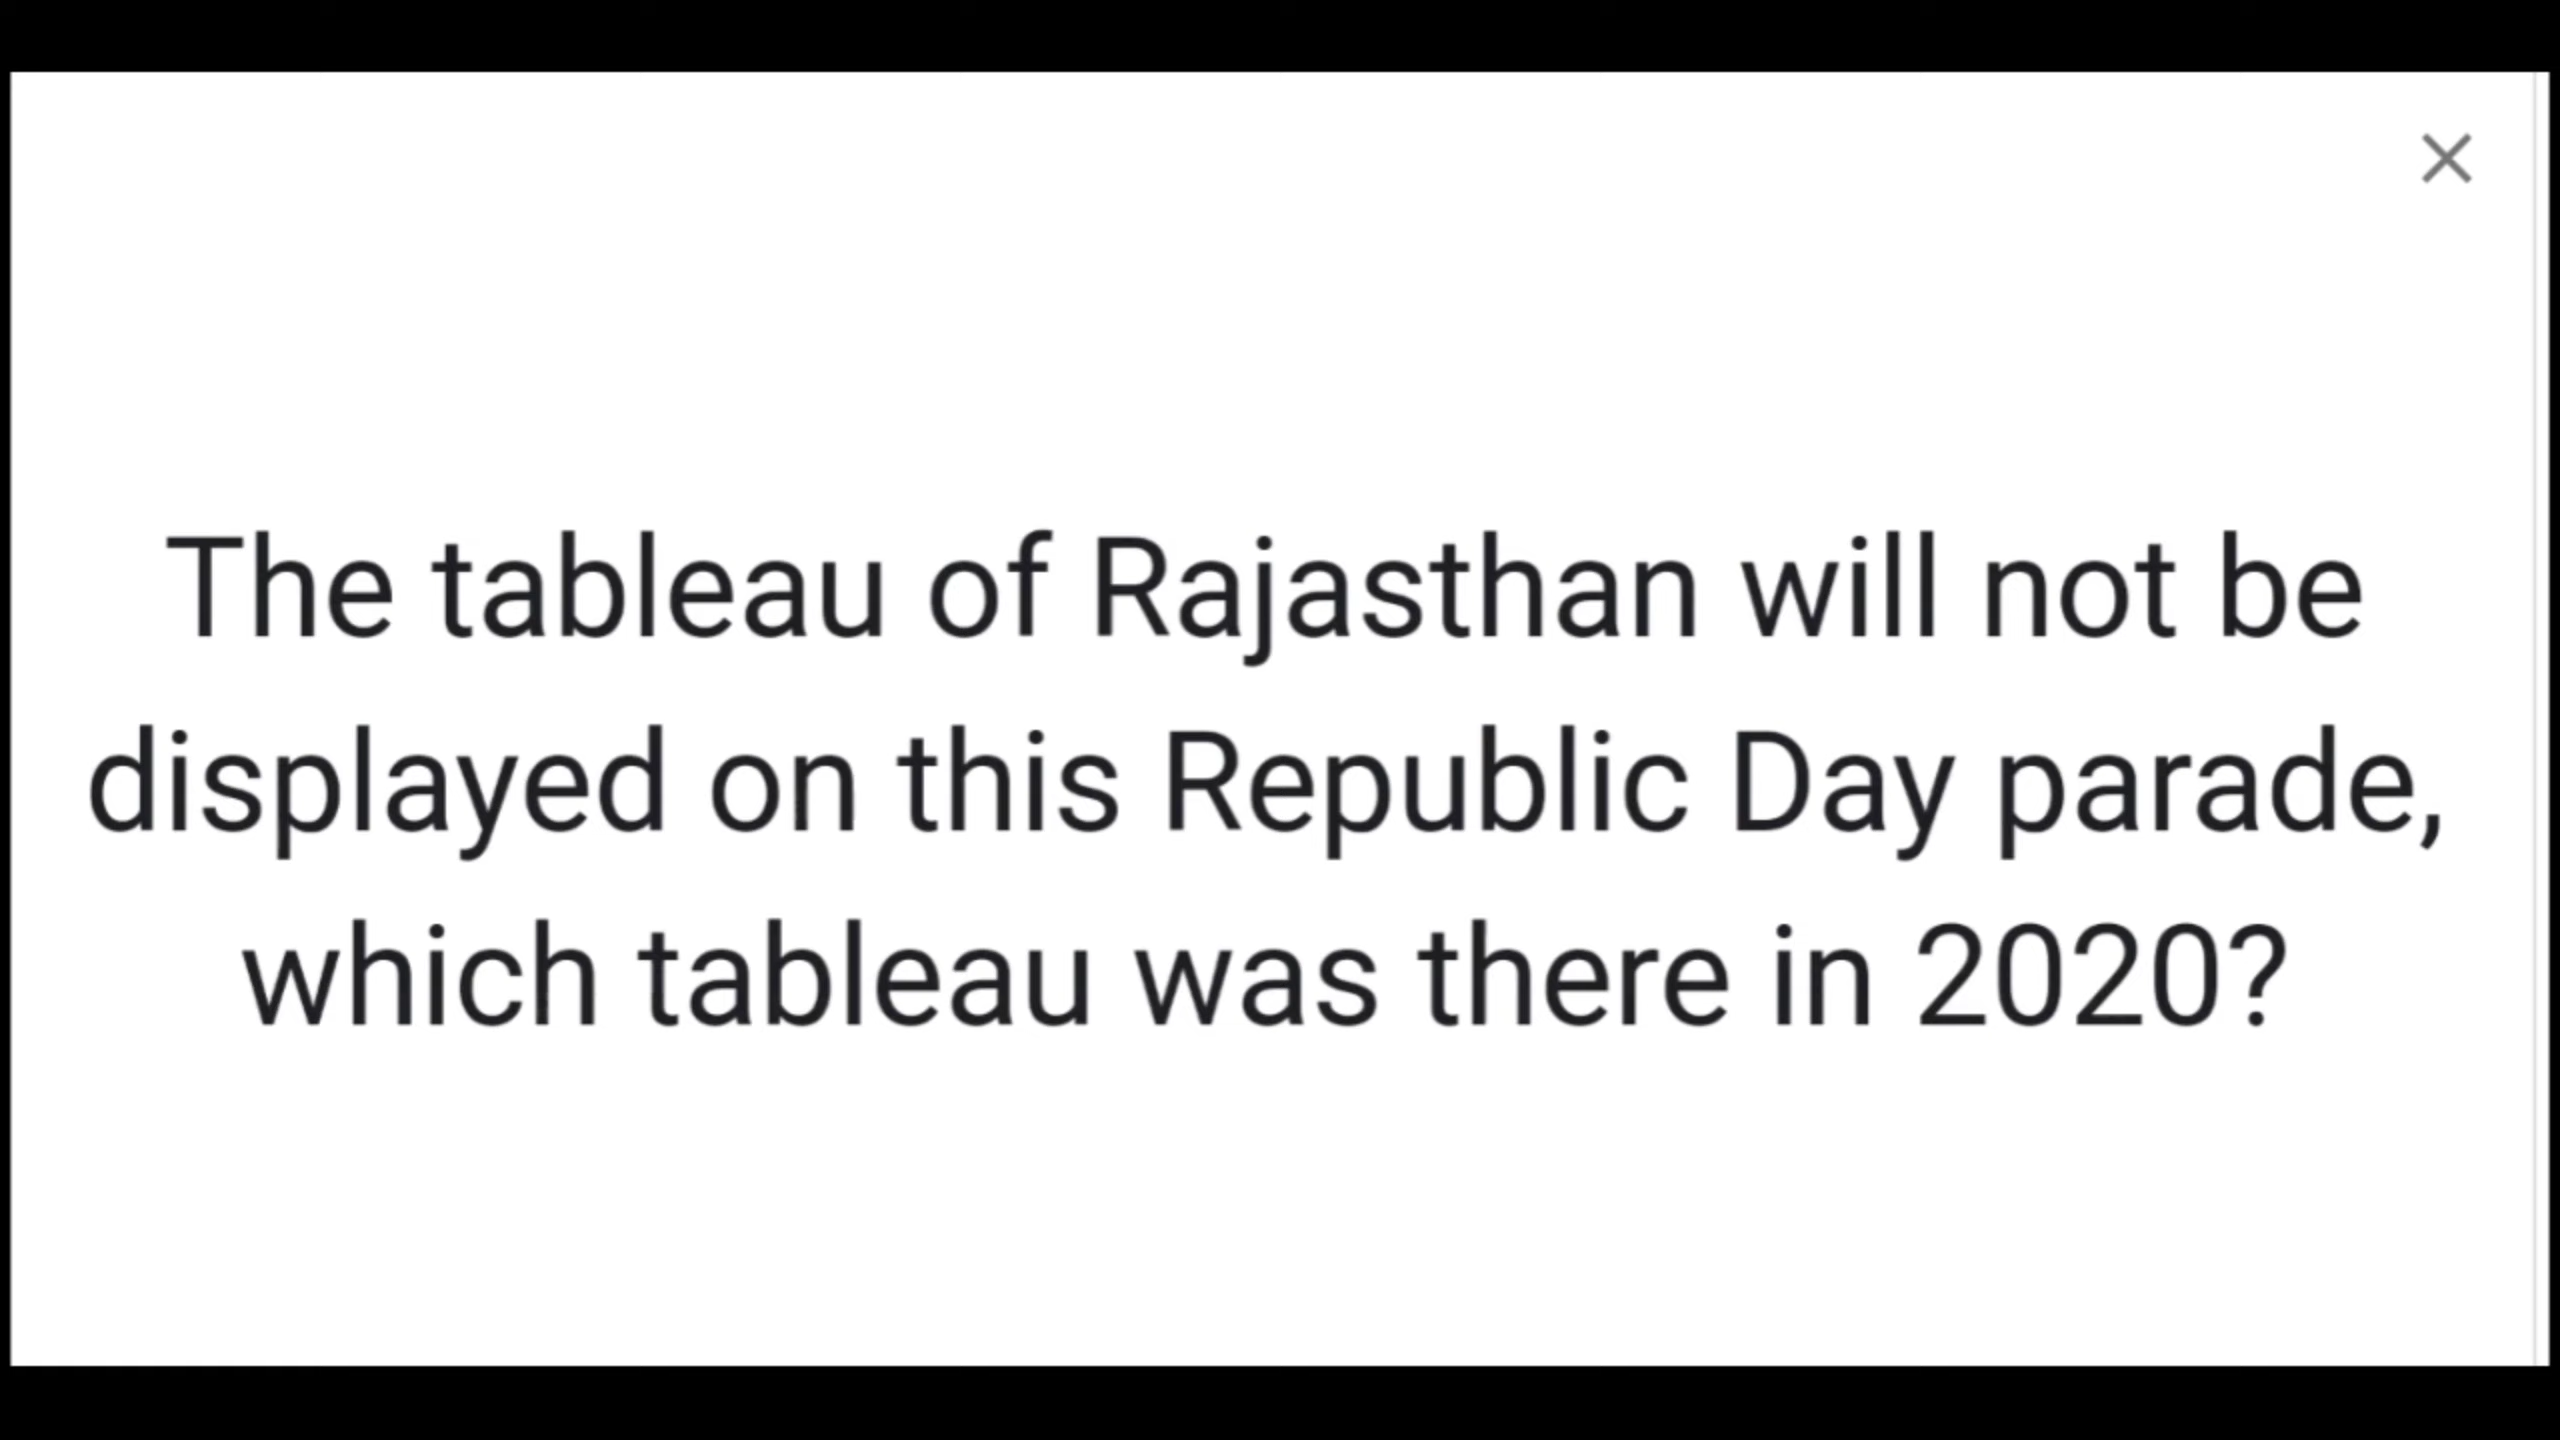 The tableau of Rajasthan will not be
displayed on this Republic Day parade,
which tableau was there in 2020?